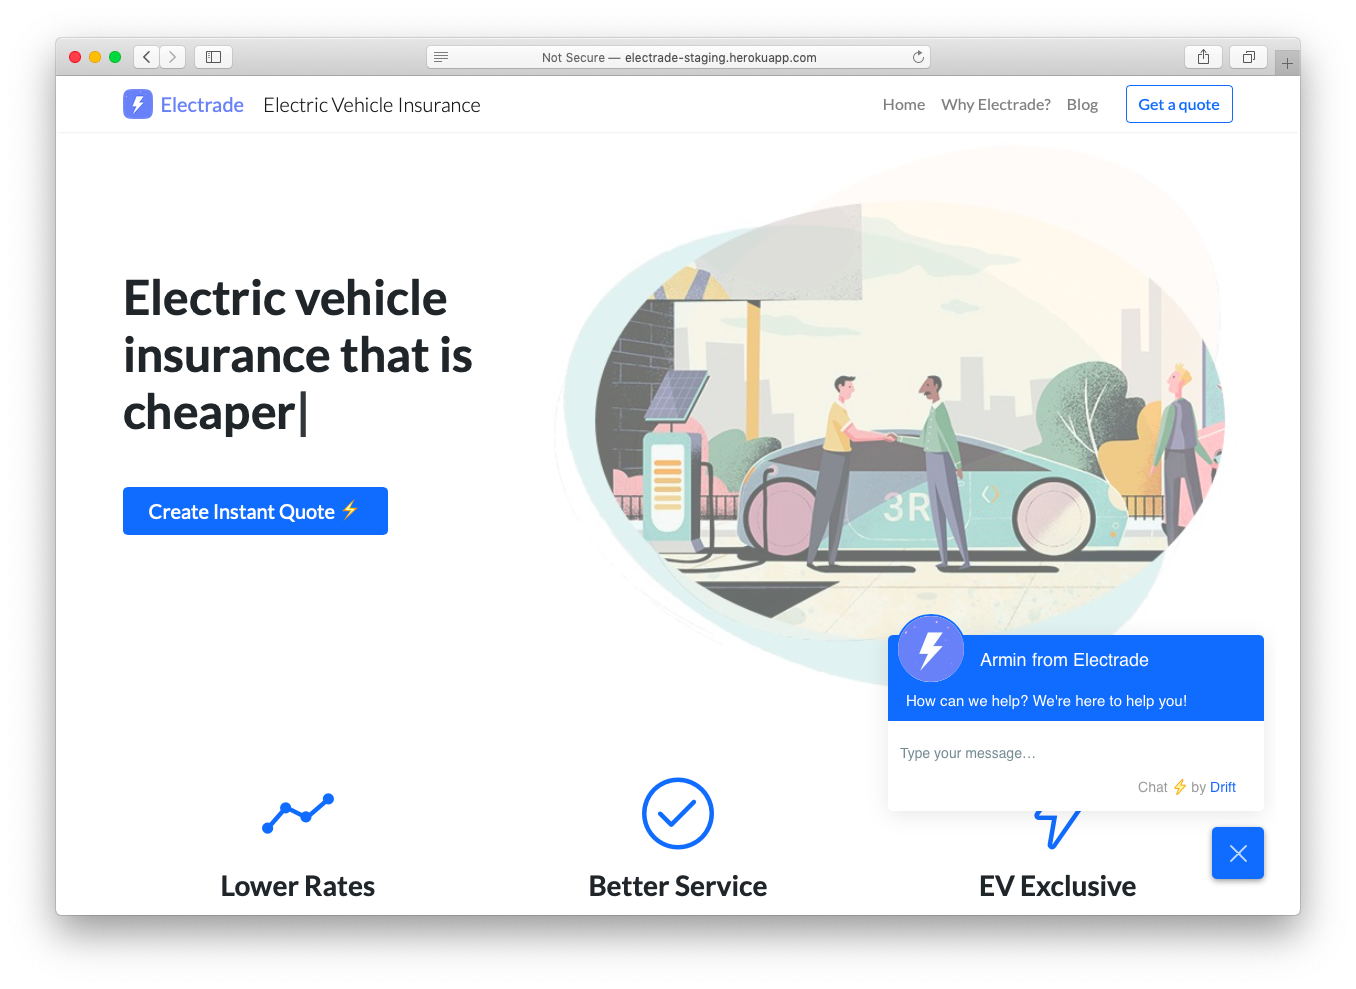 Not Secure — electrade-staging.herokuapp.com
Electrade Electric Vehicle Insurance Home Why Electrade? Blog Get a quote
Electric vehicle
insurance that is
cheaper
Create Instant Quote ⚡
3R
Armin from Electrade
How can we help? We're here to help you!
Type your message...
Chat ⚡ by Drift
Lower Rates
Better Service
EV Exclusive